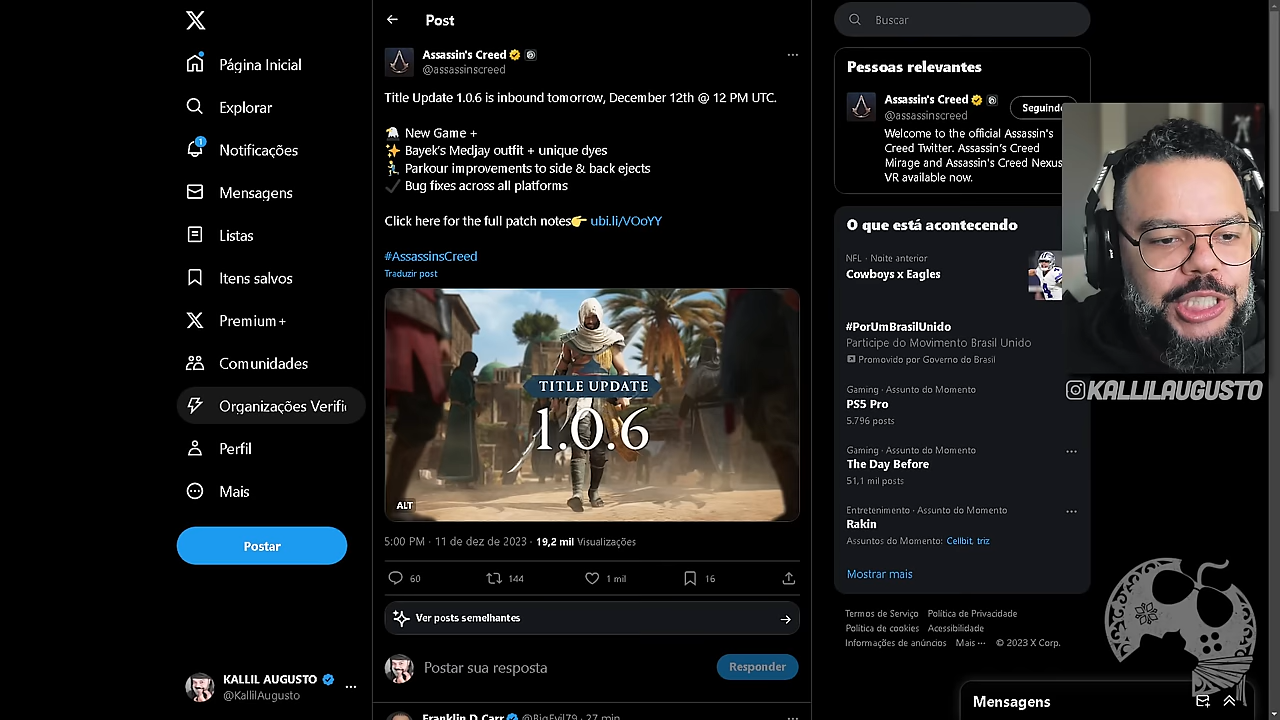 Página Inicial
Explorar
1
Notificações
Mensagens
Listas
Itens salvos
Premium+
Comunidades
Organizações Verific
Perfil
Mais
Postar
KALLIL AUGUSTO
@KallilAugusto
Post
Assassin's Creed
@assassinscreed
Title Update 1.0.6 is inbound tomorrow, December 12th @ 12 PM UTC.
New Game +
Bayek's Medjay outfit + unique dyes
Parkour improvements to side & back ejects
Bug fixes across all platforms
Click here for the full patch notes ubi.li/VOoYY
#AssassinsCreed
Traduzir post
TITLE UPDATE
1.0.6
ALT
5:00 PM · 11 de dez de 2023 · 19,2 mil Visualizações
60 144 1 mil 16
Ver posts semelhantes
Postar sua resposta
Responder
Franklin D Carr @BigEvil79 · 27 min
Buscar
Pessoas relevantes
Assassin's Creed
@assassinscreed
Seguindo
Welcome to the official Assassin's
Creed Twitter. Assassin's Creed
Mirage and Assassin's Creed Nexus
VR available now.
O que está acontecendo
NFL · Noite anterior
Cowboys x Eagles
#PorUmBrasilUnido
Participe do Movimento Brasil Unido
Promovido por Governo do Brasil
Gaming · Assunto do Momento
PS5 Pro
5.796 posts
Gaming · Assunto do Momento
The Day Before
51,1 mil posts
Entretenimento · Assunto do Momento
Rakin
Assuntos do Momento: Cellbit, triz
Mostrar mais
Termos de Serviço Política de Privacidade
Política de cookies Acessibilidade
Informações de anúncios Mais ··· © 2023 X Corp.
Mensagens
KALLILAUGUSTO